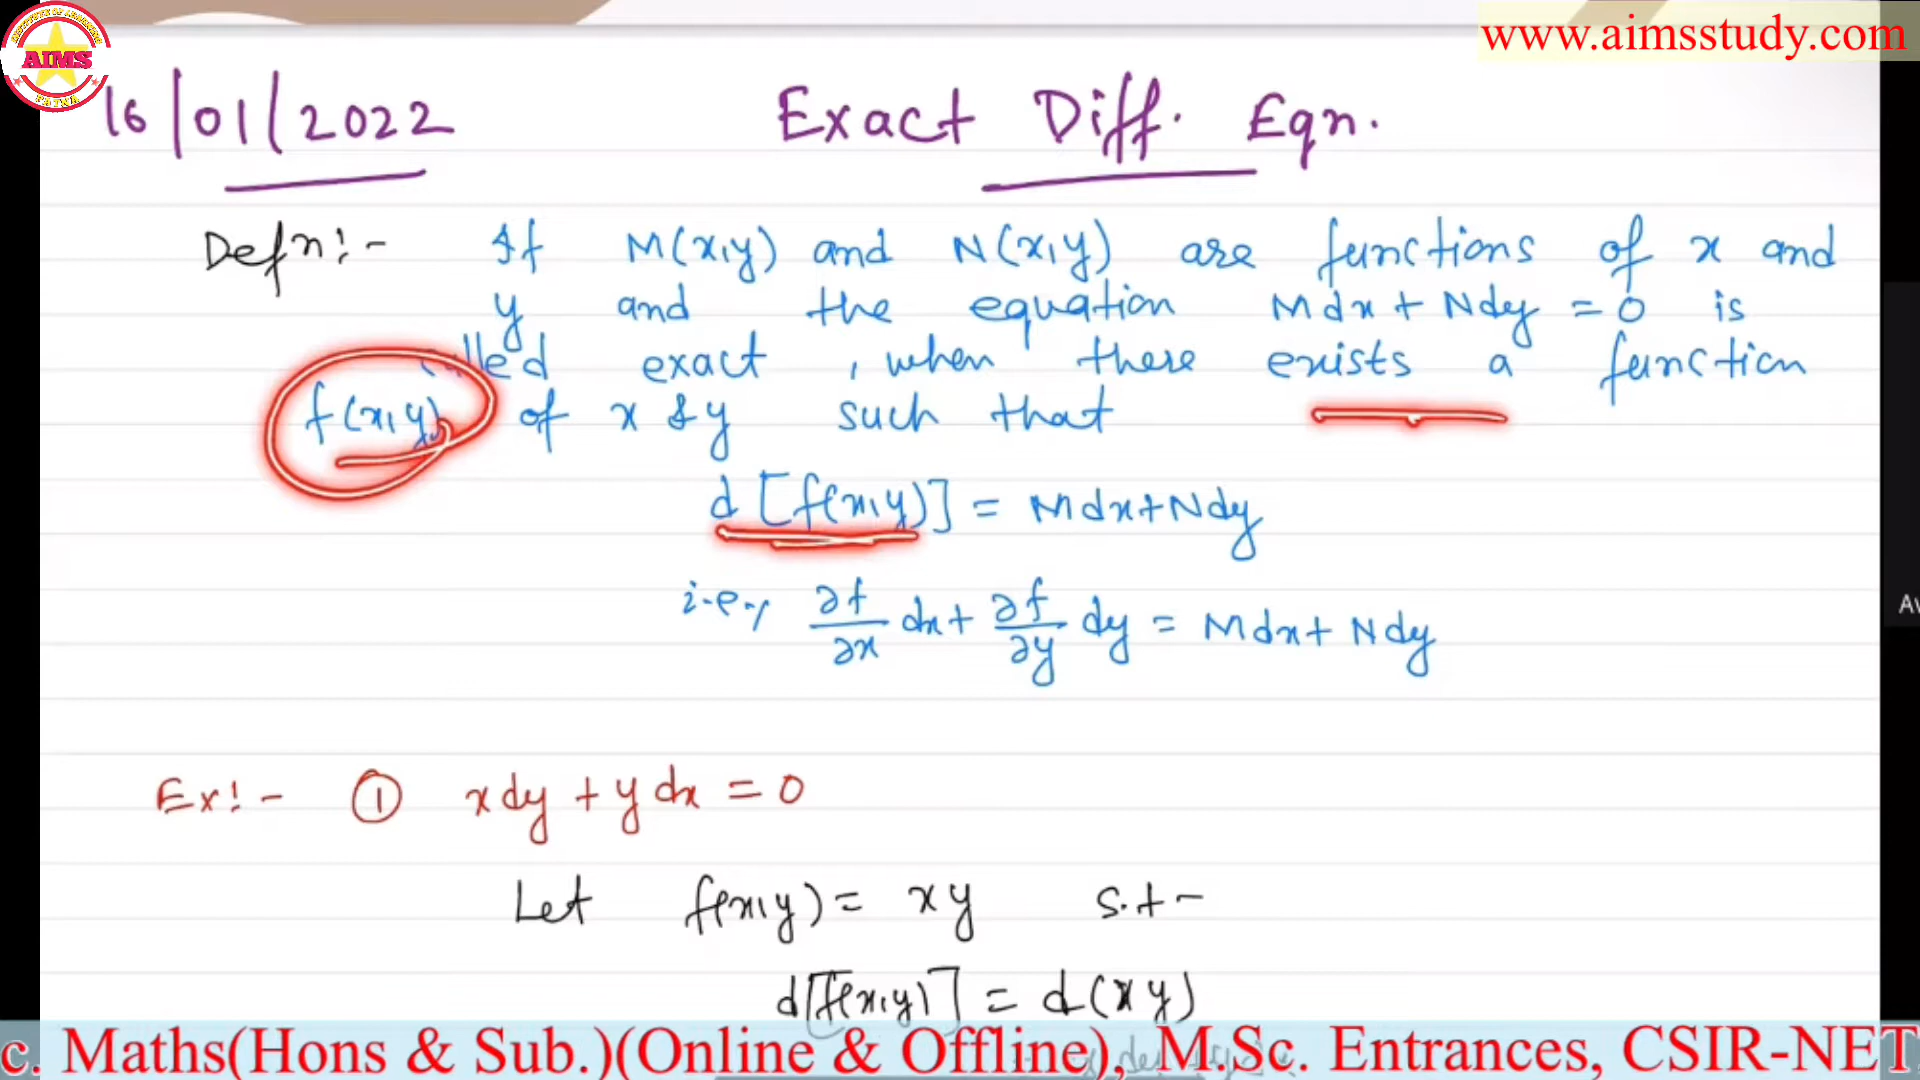 www.aimsstudy.com
AIMS
PATNA
16/01/2022 Exact Diff. Eqn.
Defn:- If M(x,y) and N(x,y) are functions of x and
y and the equation Mdx + Ndy = 0 is
called exact, when there exists a function
f(x,y) of x & y such that
d[f(x,y)] = Mdx+Ndy
i.e., ∂f/∂x dx + ∂f/∂y dy = Mdx + Ndy
Ex:- ① xdy + ydx = 0
Let f(x,y) = xy s.t-
d[f(x,y)] = d(xy)
c. Maths(Hons & Sub.)(Online & Offline), M.Sc. Entrances, CSIR-NET